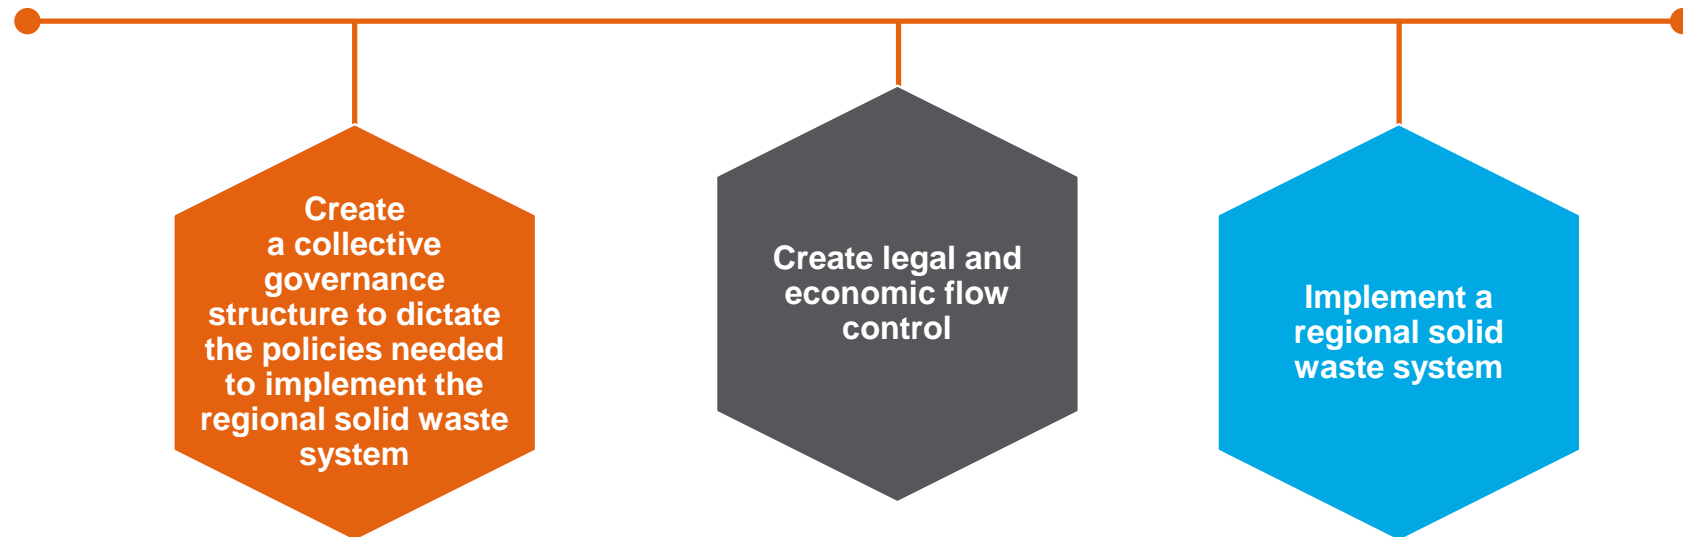 Create
a collective
governance
structure to dictate
the policies needed
to implement the
regional solid waste
system
Create legal and
economic flow
control
Implement a
regional solid
waste system